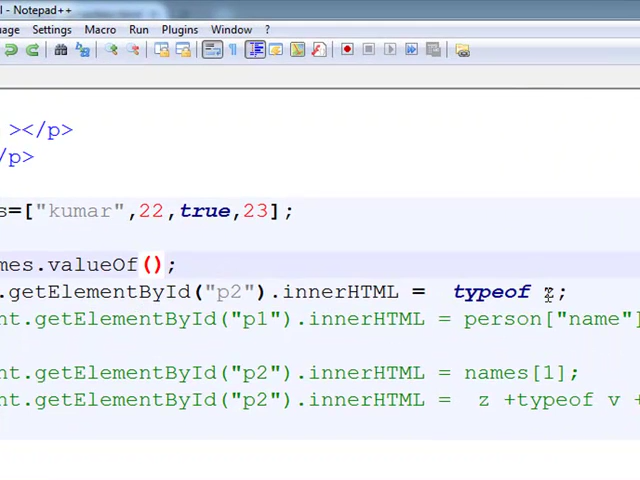 l - Notepad++
uage Settings Macro Run Plugins Window ?
></p>
/p>
s=["kumar",22,true,23];
mes.valueOf();
.getElementById("p2").innerHTML = typeof z;
nt.getElementById("p1").innerHTML = person["name"]
nt.getElementById("p2").innerHTML = names[1];
nt.getElementById("p2").innerHTML = z +typeof v +